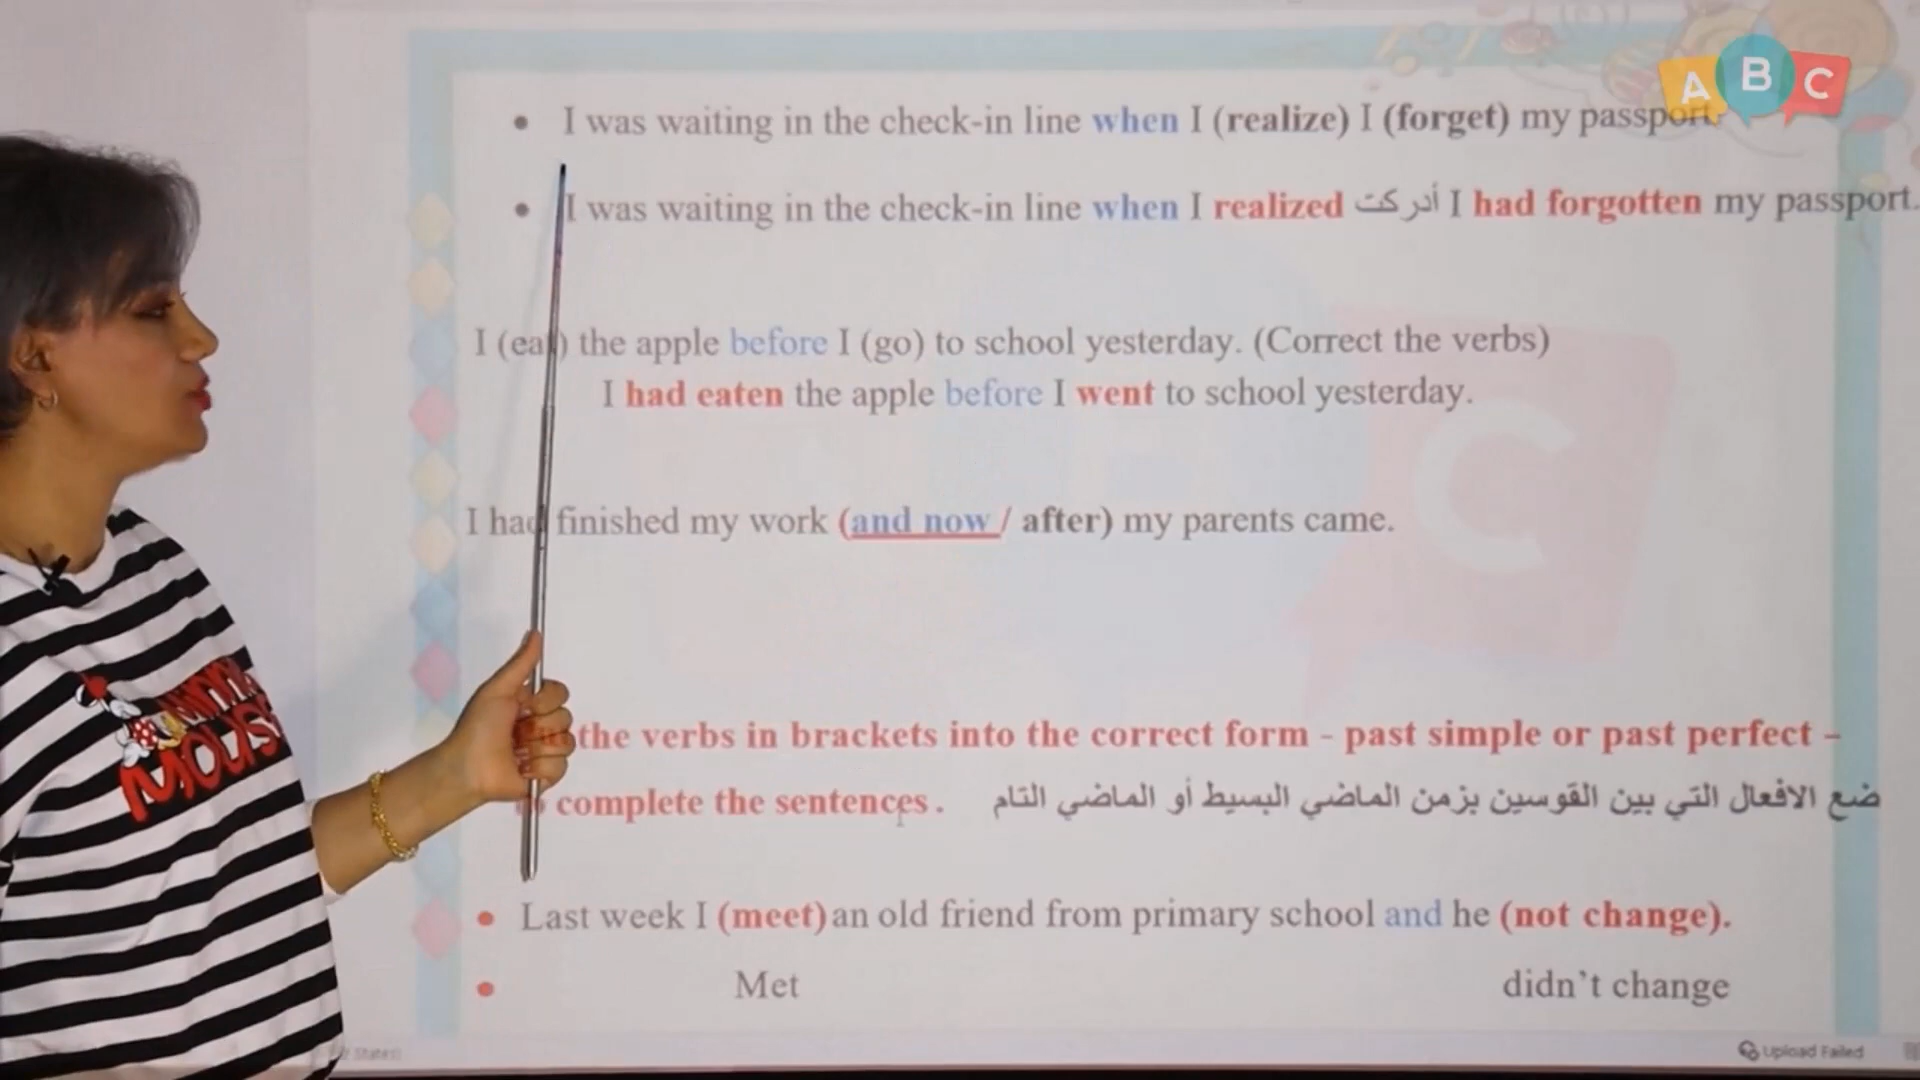 A B C
• I was waiting in the check-in line when I (realize) I (forget) my passport.
• I was waiting in the check-in line when I realized أدركت I had forgotten my passport.
I (eat) the apple before I (go) to school yesterday. (Correct the verbs)
I had eaten the apple before I went to school yesterday.
I had finished my work (and now / after) my parents came.
the verbs in brackets into the correct form - past simple or past perfect –
complete the sentences. ضع الافعال التي بين القوسين بزمن الماضي البسيط أو الماضي التام
• Last week I (meet) an old friend from primary school and he (not change).
• Met didn't change
MOUSE
Upload Failed